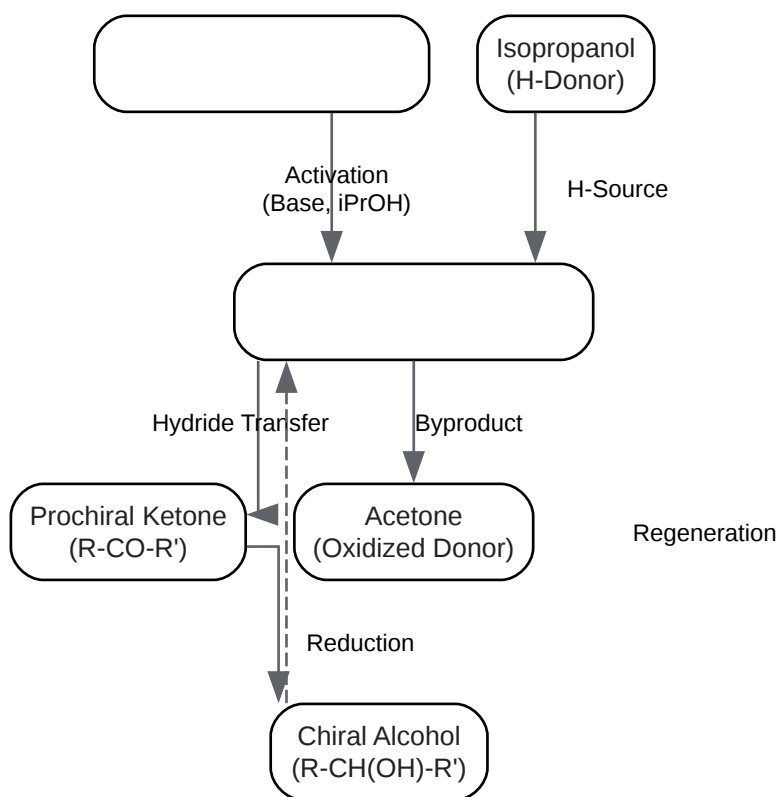 Isopropanol
(H-Donor)
Activation
(Base, iPrOH)
H-Source
Hydride Transfer
Byproduct
Prochiral Ketone
(R-CO-R')
Acetone
(Oxidized Donor)
Regeneration
Reduction
Chiral Alcohol
(R-CH(OH)-R')